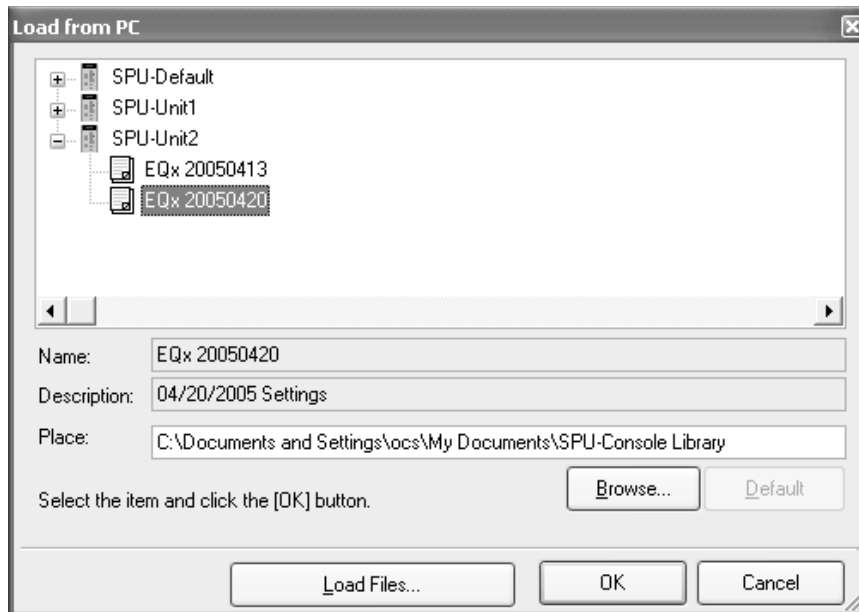 Load from PC
SPU-Default
SPU-Unit1
SPU-Unit2
EQx 20050413
EQx 20050420
Name: EQx 20050420
Description: 04/20/2005 Settings
Place: C:\Documents and Settings\ocs\My Documents\SPU-Console Library
Browse... Default
Select the item and click the [OK] button.
Load Files... OK Cancel